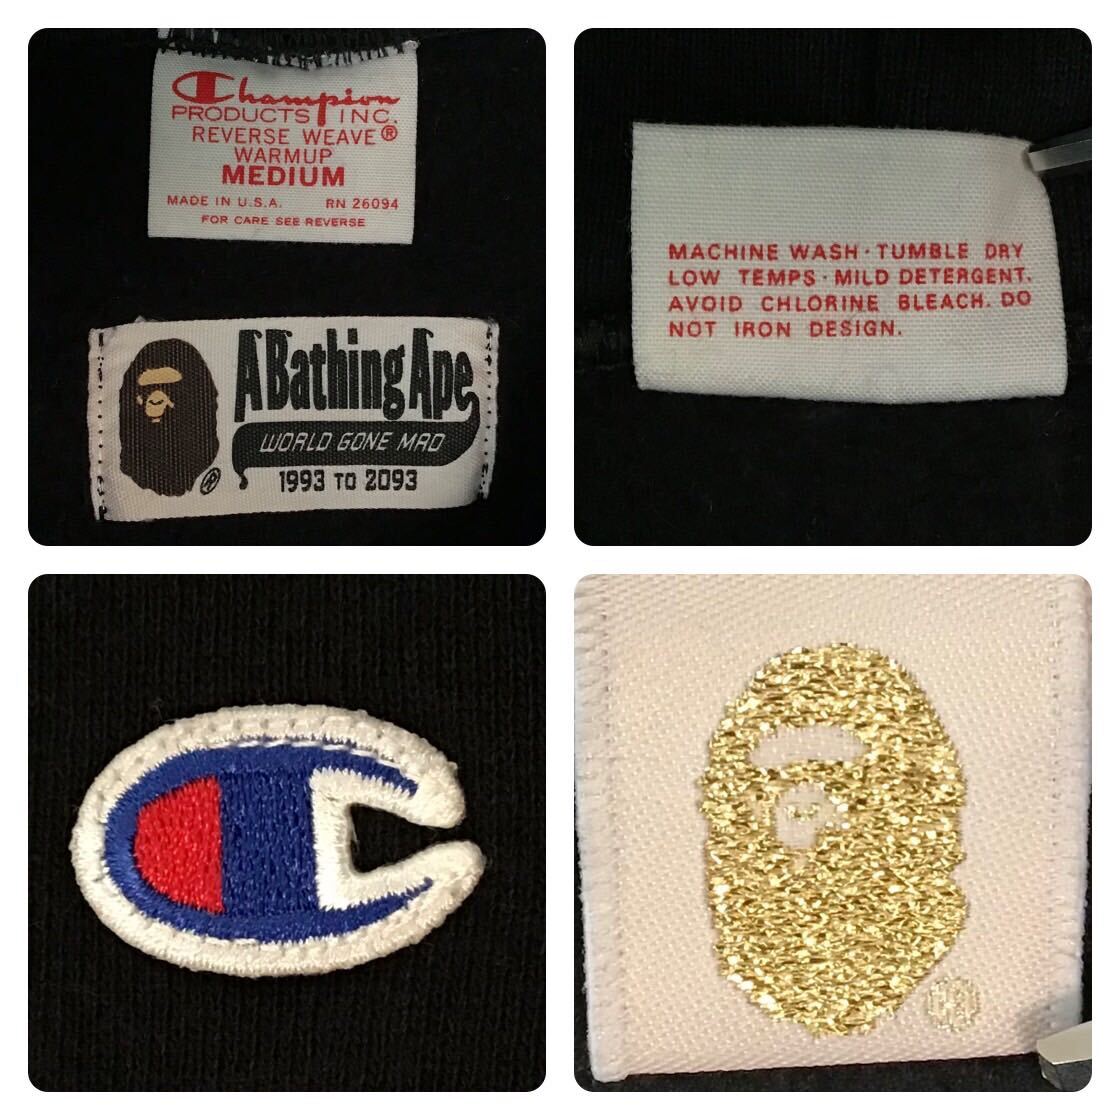 Champion
PRODUCTS INC.
REVERSE WEAVE®
WARMUP
MEDIUM
MADE IN U.S.A. RN 26094
FOR CARE SEE REVERSE
A Bathing Ape
WORLD GONE MAD
1993 TO 2093
®
MACHINE WASH · TUMBLE DRY
LOW TEMPS · MILD DETERGENT.
AVOID CHLORINE BLEACH. DO
NOT IRON DESIGN.
®